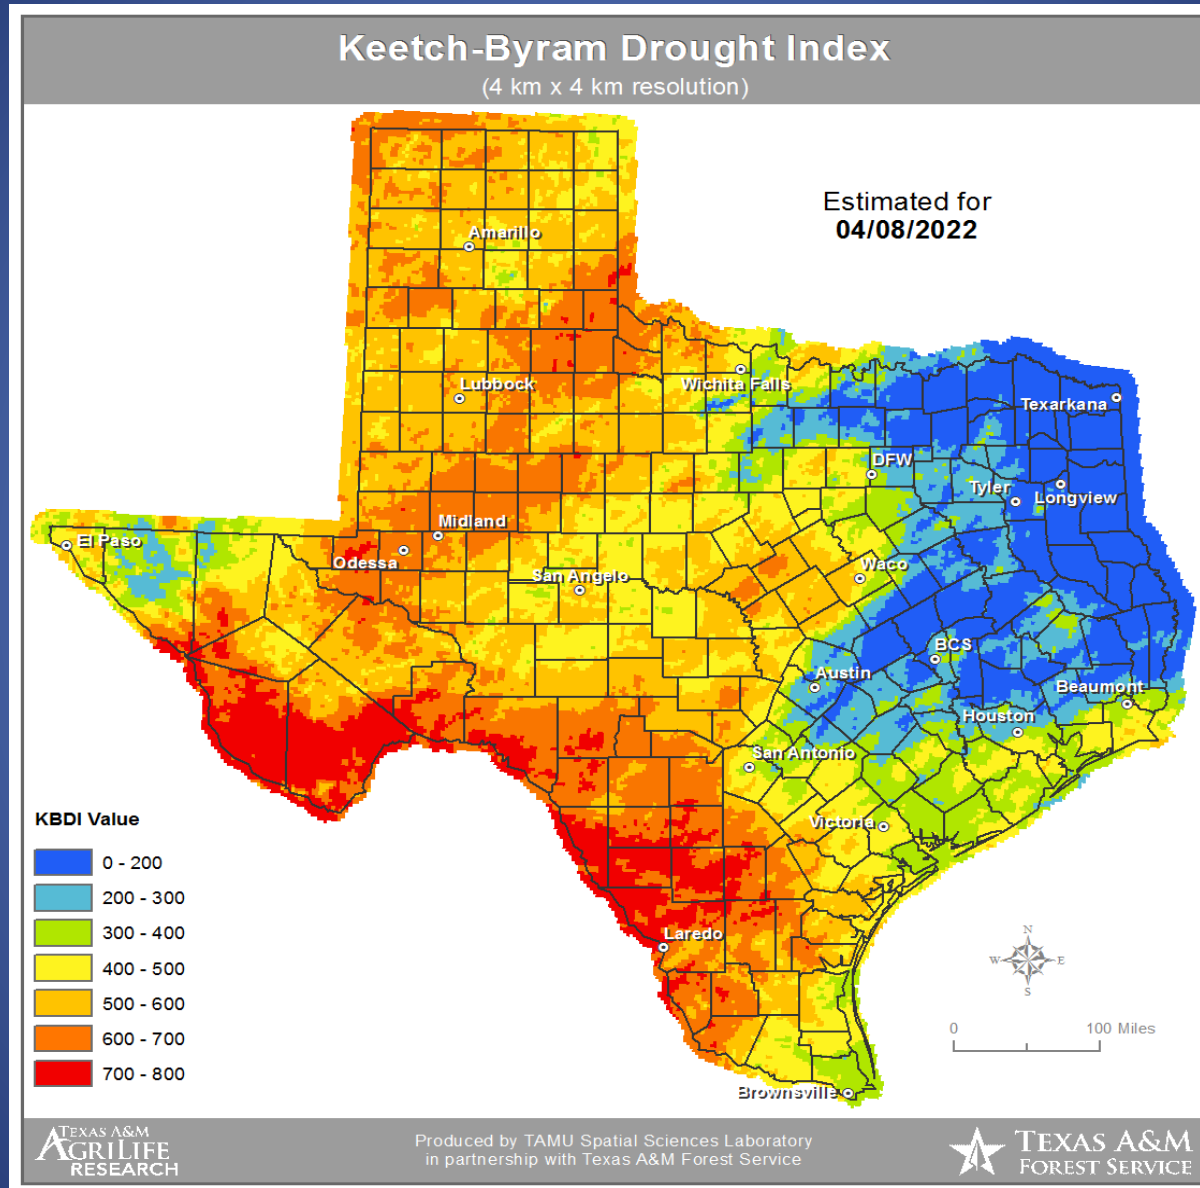 Keetch-Byram Drought Index
(4 km x 4 km resolution)
Estimated for
04/08/2022
Amarillo
Lubbock
Wichita Falls
Texarkana
DFW
Tyler
Longview
Midland
El Paso
Odessa
San Angelo
Waco
BCS
Austin
Beaumont
Houston
San Antonio
Victoria
Laredo
Brownsville
KBDI Value
0 - 200
200 - 300
300 - 400
400 - 500
500 - 600
600 - 700
700 - 800
N
W E
S
0 100 Miles
TEXAS A&M
AGRILIFE
RESEARCH
Produced by TAMU Spatial Sciences Laboratory
in partnership with Texas A&M Forest Service
TEXAS A&M
FOREST SERVICE